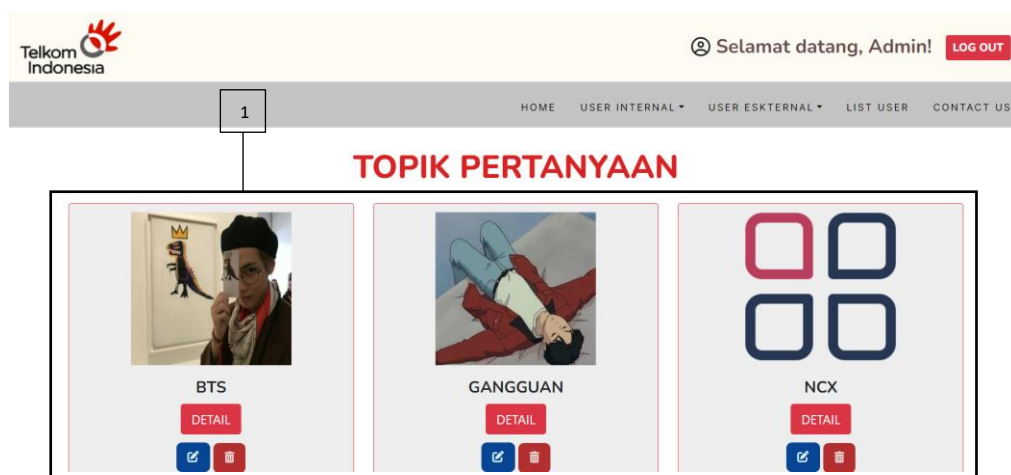 Telkom
Indonesia
Selamat datang, Admin! LOG OUT
1
HOME USER INTERNAL USER ESKTERNAL LIST USER CONTACT US
TOPIK PERTANYAAN
BTS GANGGUAN NCX
DETAIL DETAIL DETAIL